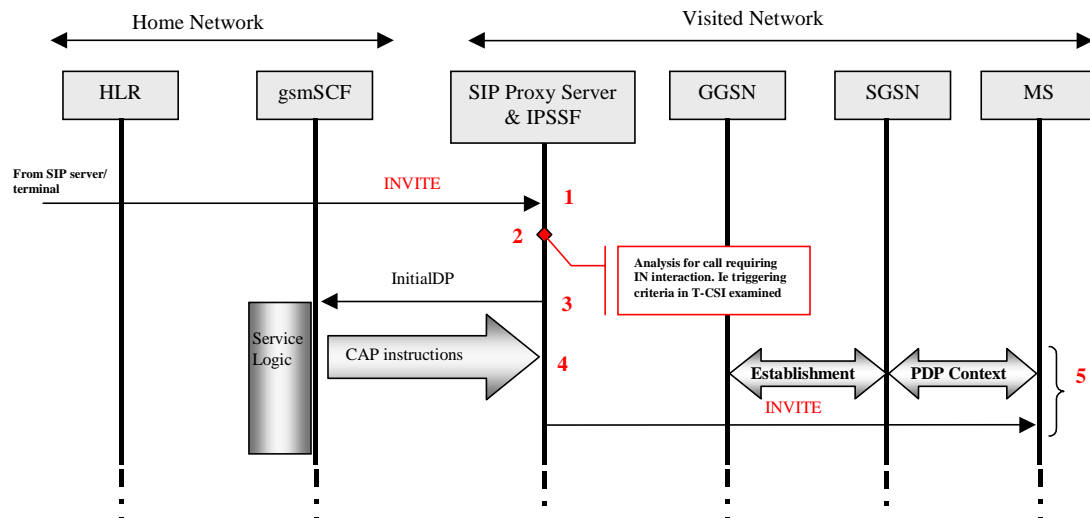 Home Network
Visited Network
HLR
gsmSCF
SIP Proxy Server
& IPSSF
GGSN
SGSN
MS
From SIP server/
terminal
INVITE
1
2
Analysis for call requiring
IN interaction. Ie triggering
criteria in T-CSI examined
InitialDP
3
Service
Logic
CAP instructions
4
Establishment
PDP Context
5
INVITE